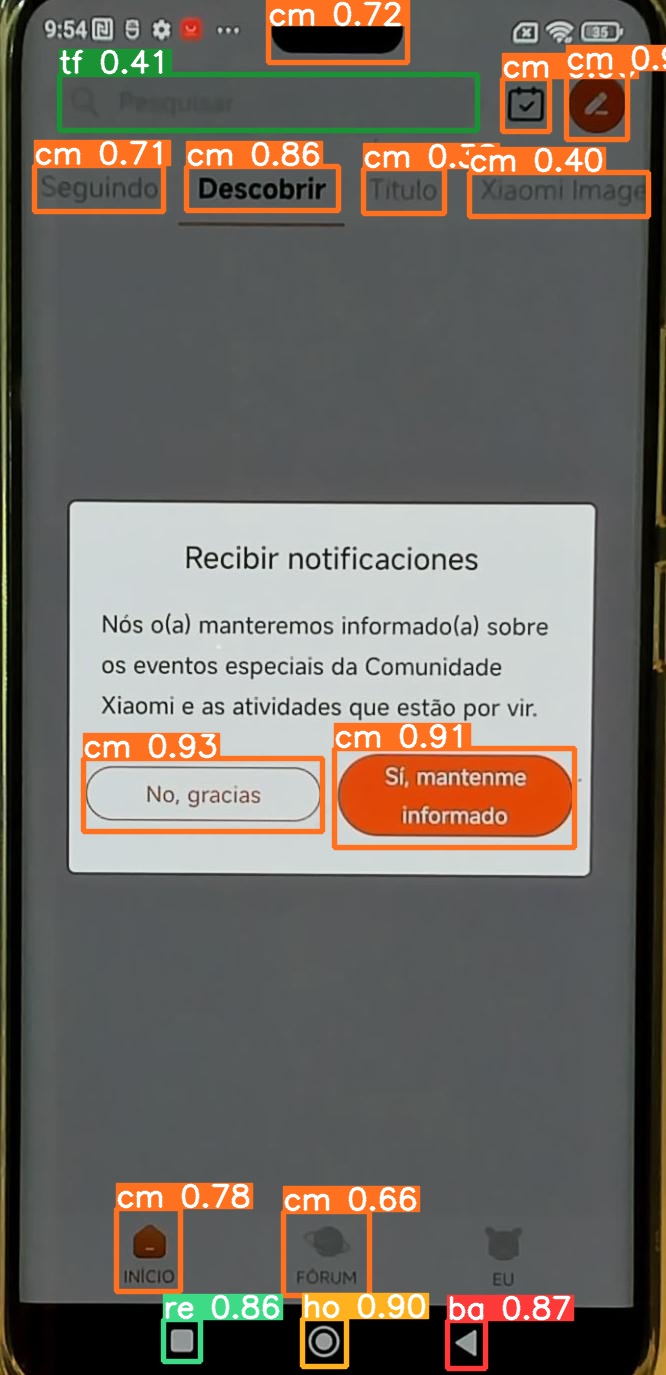 9:54
35
cm 0.72
tf 0.41
cm
cm 0.9
Pesquisar
cm 0.71
cm 0.86
cm 0.3
cm 0.40
Seguindo
Descobrir
Título
Xiaomi Image
Recibir notificaciones
Nós o(a) manteremos informado(a) sobre
os eventos especiais da Comunidade
Xiaomi e as atividades que estão por vir.
cm 0.93
cm 0.91
No, gracias
Sí, mantenme
informado
cm 0.78
cm 0.66
INÍCIO
FÓRUM
EU
re 0.86
ho 0.90
ba 0.87